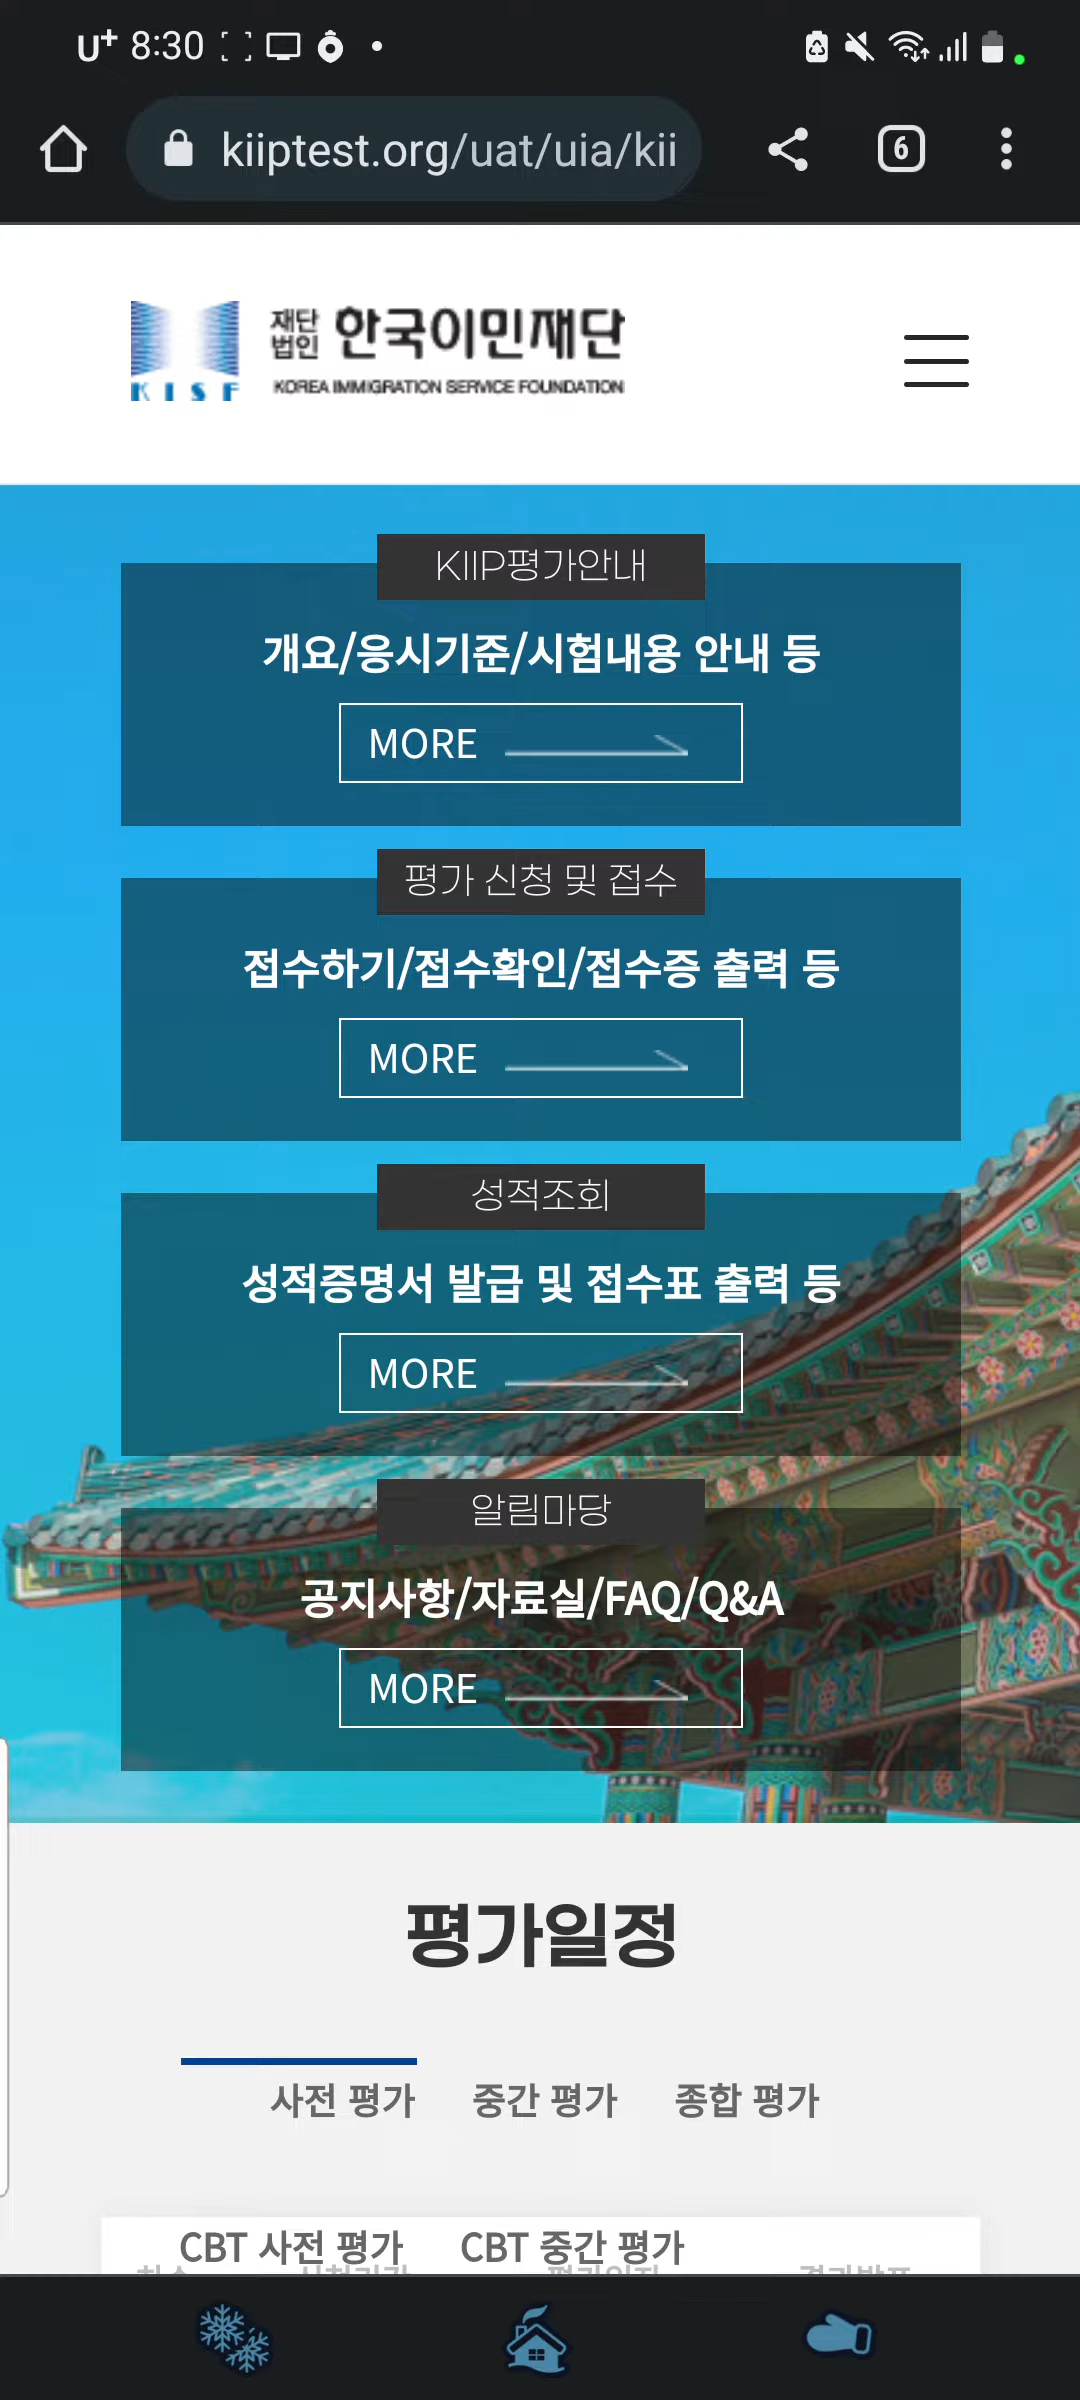 U+ 8:30
kiiptest.org/uat/uia/kii
6
재단
법인
한국이민재단
KOREA IMMIGRATION SERVICE FOUNDATION
KISF
KIIP평가안내
개요/응시기준/시험내용 안내 등
MORE
평가 신청 및 접수
접수하기/접수확인/접수증 출력 등
MORE
성적조회
성적증명서 발급 및 접수표 출력 등
MORE
알림마당
공지사항/자료실/FAQ/Q&A
MORE
평가일정
사전 평가 중간 평가 종합 평가
CBT 사전 평가 CBT 중간 평가